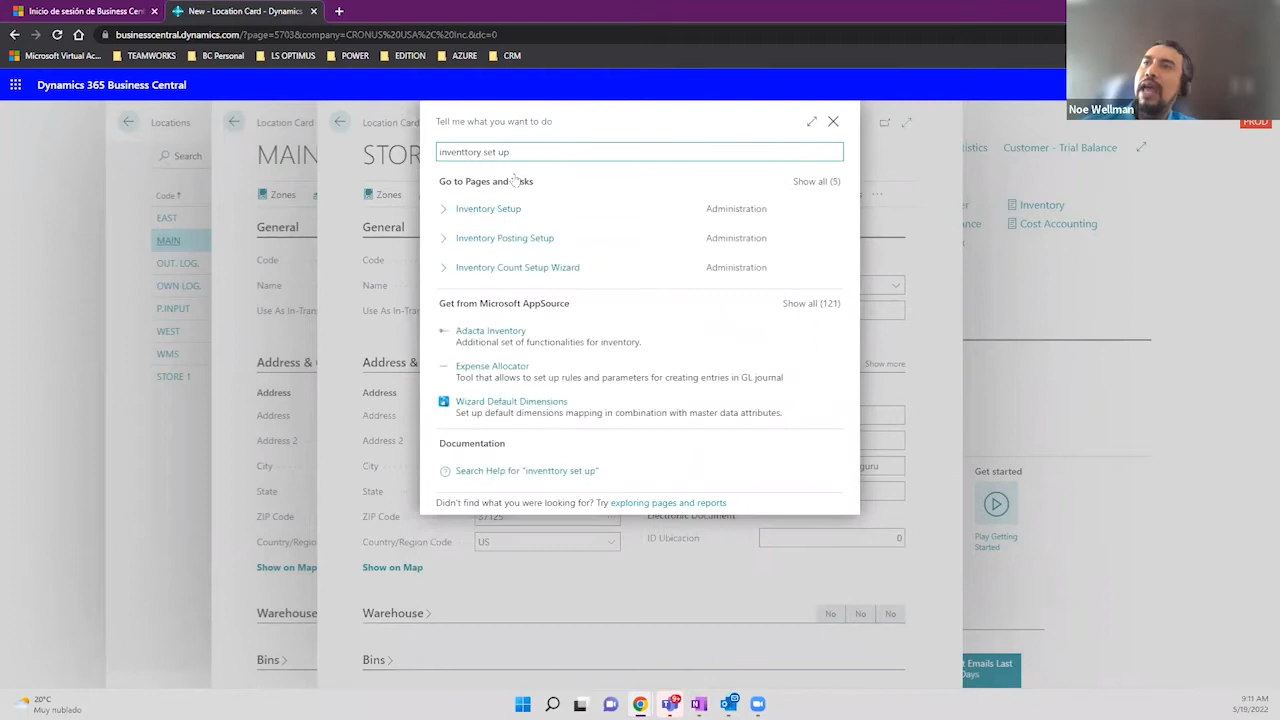 Inicio de sesión de Business Cent
New - Location Card - Dynamics
businesscentral.dynamics.com/?page=5703&company=CRONUS%20USA%2C%20Inc.&dc=0
Microsoft Virtual Ac...
TEAMWORKS
BC Personal
LS OPTIMUS
POWER
EDITION
AZURE
CRM
Dynamics 365 Business Central
Noe Wellman
PROD
Locations
Location Card
Location Card
Tell me what you want to do
Search
MAIN
STORE
inventtory set up
Customer - Trial Balance
Zones
Zones
Go to Pages and
Show all (5)
Code ↑
EAST
MAIN
OUT. LOG.
OWN LOG.
P.INPUT
WEST
WMS
STORE 1
General
General
Code
Code
Name
Name
Use As In-Tran
Use As In-Trans
Inventory Setup
Administration
Inventory Posting Setup
Administration
Inventory Count Setup Wizard
Administration
Inventory
Cost Accounting
Get from Microsoft AppSource
Show all (121)
Adacta Inventory
Additional set of functionalities for inventory.
Expense Allocator
Tool that allows to set up rules and parameters for creating entries in GL journal
Wizard Default Dimensions
Set up default dimensions mapping in combination with master data attributes.
Documentation
Search Help for "inventtory set up"
Didn't find what you were looking for? Try exploring pages and reports
Address &
Address &
Show more
Address
Address
Address
Address
Address 2
Address 2
City
City
guru
State
State
ZIP Code
ZIP Code
37125
Electronic Document
Country/Region
Country/Region Code
US
ID Ubicacion
0
Show on Map
Show on Map
Get started
Play Getting
Started
Warehouse
Warehouse
No
No
No
Bins
Bins
t Emails Last
Days
20°C
Muy nublado
9:11 AM
5/19/2022